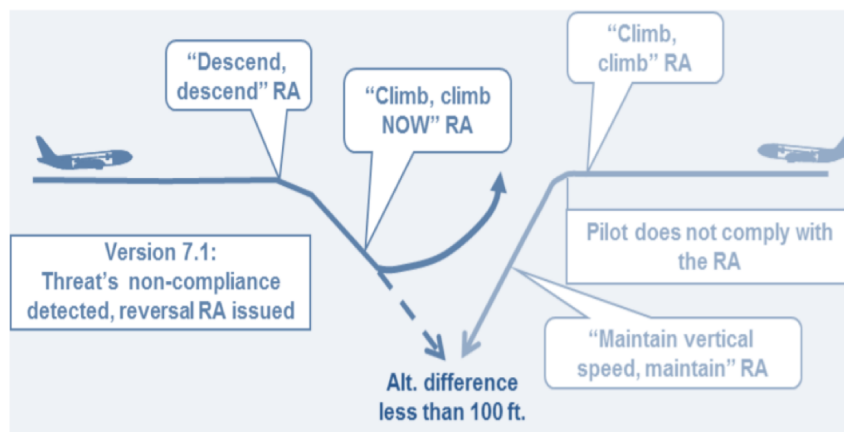 “Descend,
descend” RA
“Climb, climb
NOW” RA
“Climb,
climb” RA
Version 7.1:
Threat’s non-compliance
detected, reversal RA issued
Pilot does not comply with
the RA
“Maintain vertical
speed, maintain” RA
Alt. difference
less than 100 ft.